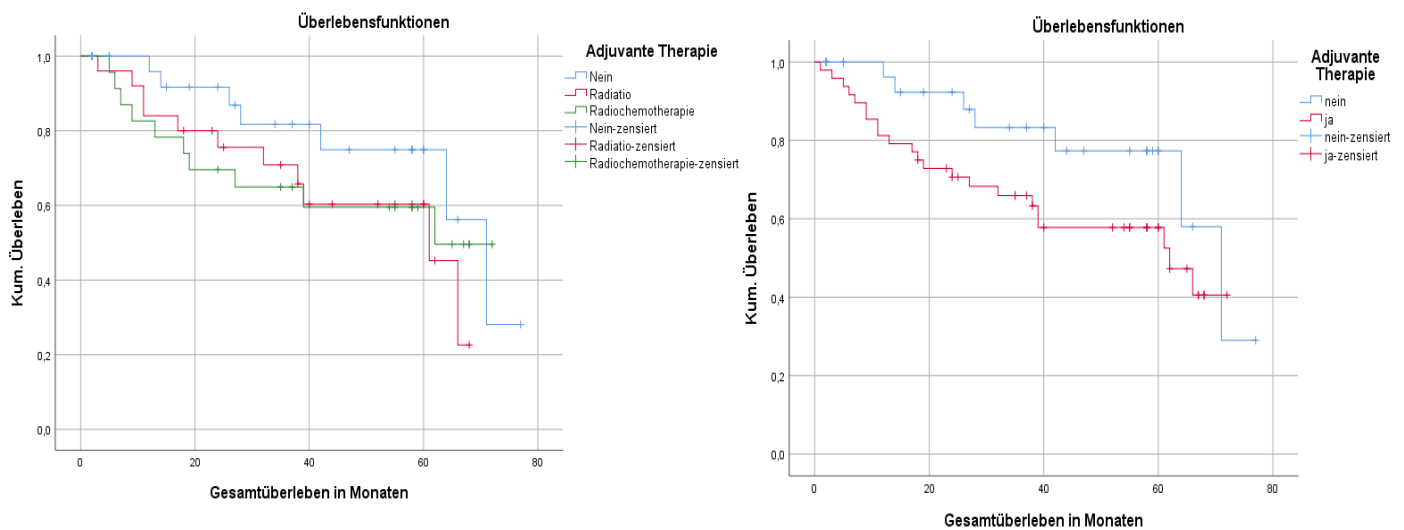 Überlebensfunktionen
Kum. Überleben
1,0
0,8
0,6
0,4
0,2
0,0
0 20 40 60 80
Gesamtüberleben in Monaten
Adjuvante Therapie
Nein
Radiatio
Radiochemotherapie
Nein-zensiert
Radiatio-zensiert
Radiochemotherapie-zensiert
Überlebensfunktionen
Kum. Überleben
1,0
0,8
0,6
0,4
0,2
0,0
0 20 40 60 80
Gesamtüberleben in Monaten
Adjuvante
Therapie
nein
ja
nein-zensiert
ja-zensiert